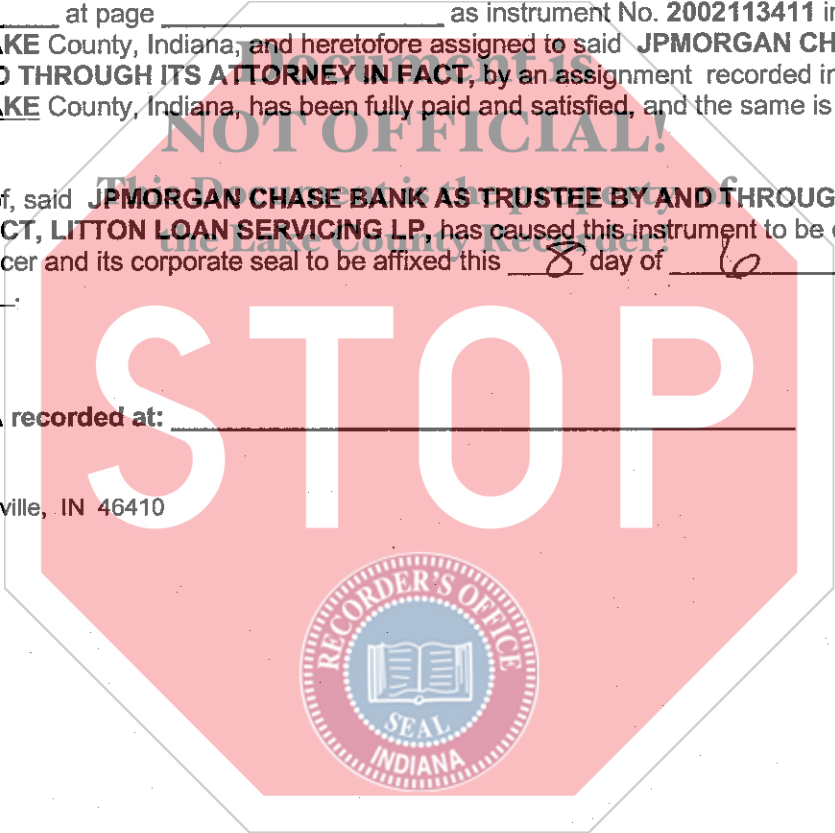 at page ____ as instrument No. 2002113411 i
AKE County, Indiana, and heretofore assigned to said JPMORGAN CH
THROUGH ITS ATTORNEY IN FACT, by an assignment recorded in
AKE County, Indiana, has been fully paid and satisfied, and the same is
Document is
NOT OFFICIAL!
This Document is the property of
the Lake County Recorder!
f, said JPMORGAN CHASE BANK AS TRUSTEE BY AND THROUG
CT, LITTON LOAN SERVICING LP, has caused this instrument to be
cer and its corporate seal to be affixed this 8 day of 6
recorded at:
ville, IN 46410
STOP
RECORDER'S OFFICE
SEAL
INDIANA